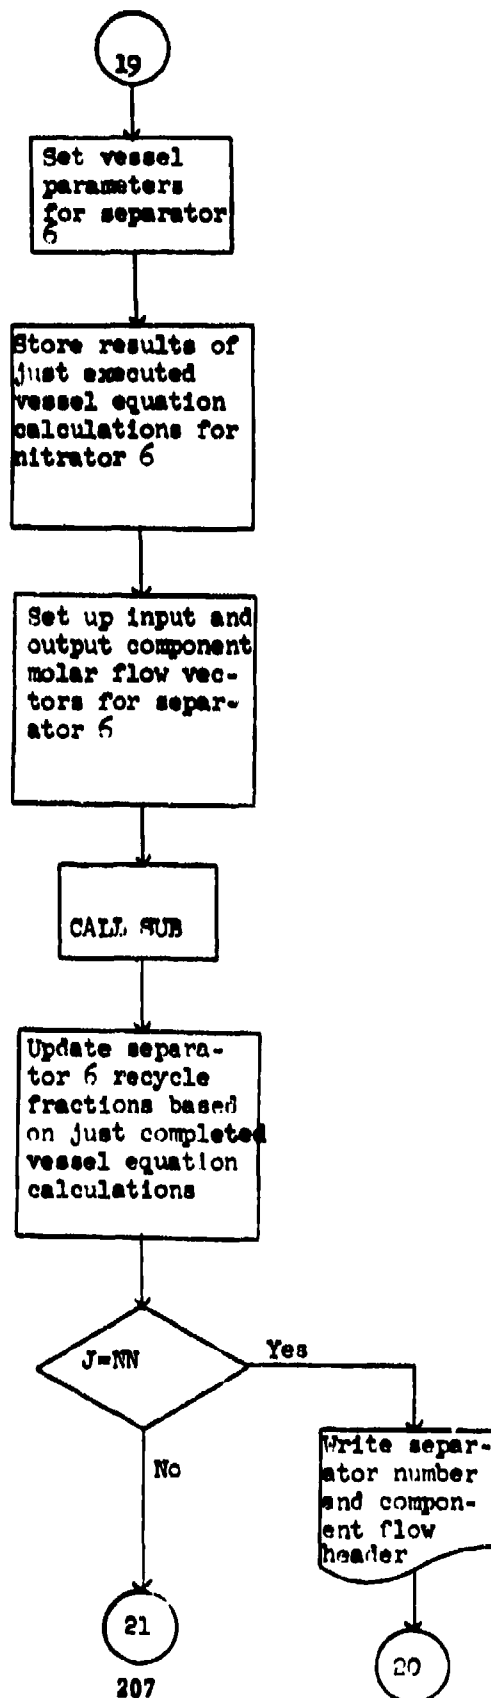 19
Set vessel
parameters
for separator
6
Store results of
just executed
vessel equation
calculations for
nitrator 6
Set up input and
output component
molar flow vec-
tors for separ-
ator 6
CALL SUB
Update separa-
tor 6 recycle
fractions based
on just completed
vessel equation
calculations
J=NN
Yes
No
Write separ-
ator number
and compon-
ent flow
header
21
20
207